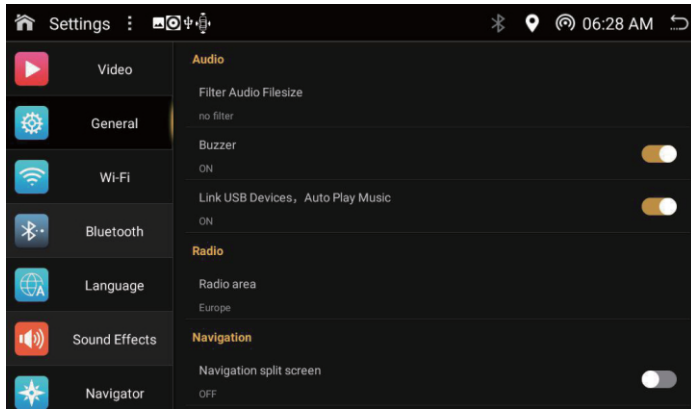 Settings
06:28 AM
Video
General
Wi-Fi
Bluetooth
Language
Sound Effects
Navigator
Audio
Filter Audio Filesize
no filter
Buzzer
ON
Link USB Devices，Auto Play Music
ON
Radio
Radio area
Europe
Navigation
Navigation split screen
OFF